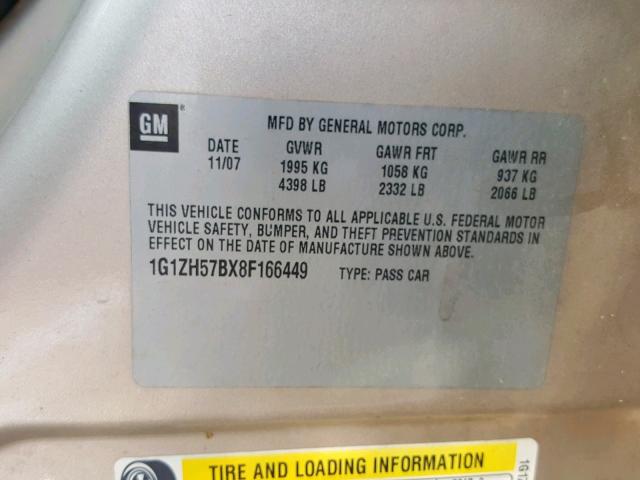 GM ®
MFD BY GENERAL MOTORS CORP.
DATE GVWR GAWR FRT GAWR RR
11/07 1995 KG 1058 KG 937 KG
4398 LB 2332 LB 2066 LB
THIS VEHICLE CONFORMS TO ALL APPLICABLE U.S. FEDERAL MOTOR
VEHICLE SAFETY, BUMPER, AND THEFT PREVENTION STANDARDS IN
EFFECT ON THE DATE OF MANUFACTURE SHOWN ABOVE.
1G1ZH57BX8F166449 TYPE: PASS CAR
TIRE AND LOADING INFORMATION